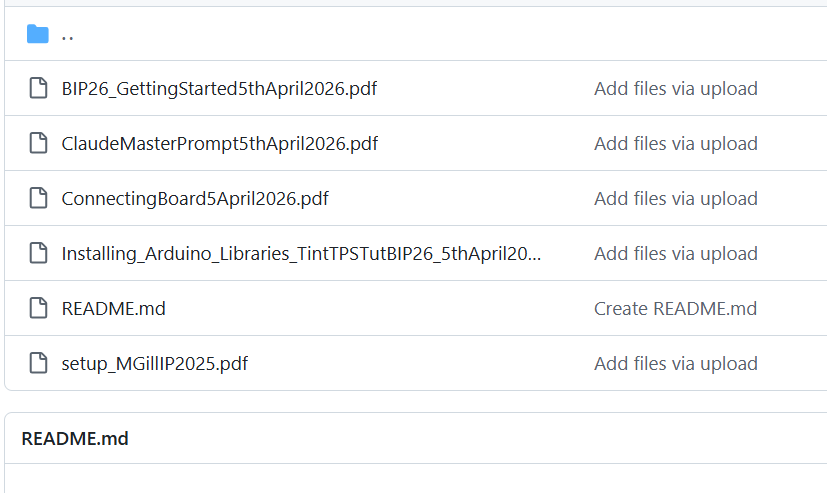 ..
BIP26_GettingStarted5thApril2026.pdf Add files via upload
ClaudeMasterPrompt5thApril2026.pdf Add files via upload
ConnectingBoard5April2026.pdf Add files via upload
Installing_Arduino_Libraries_TintTPSTutBIP26_5thApril20... Add files via upload
README.md Create README.md
setup_MGillIP2025.pdf Add files via upload
README.md